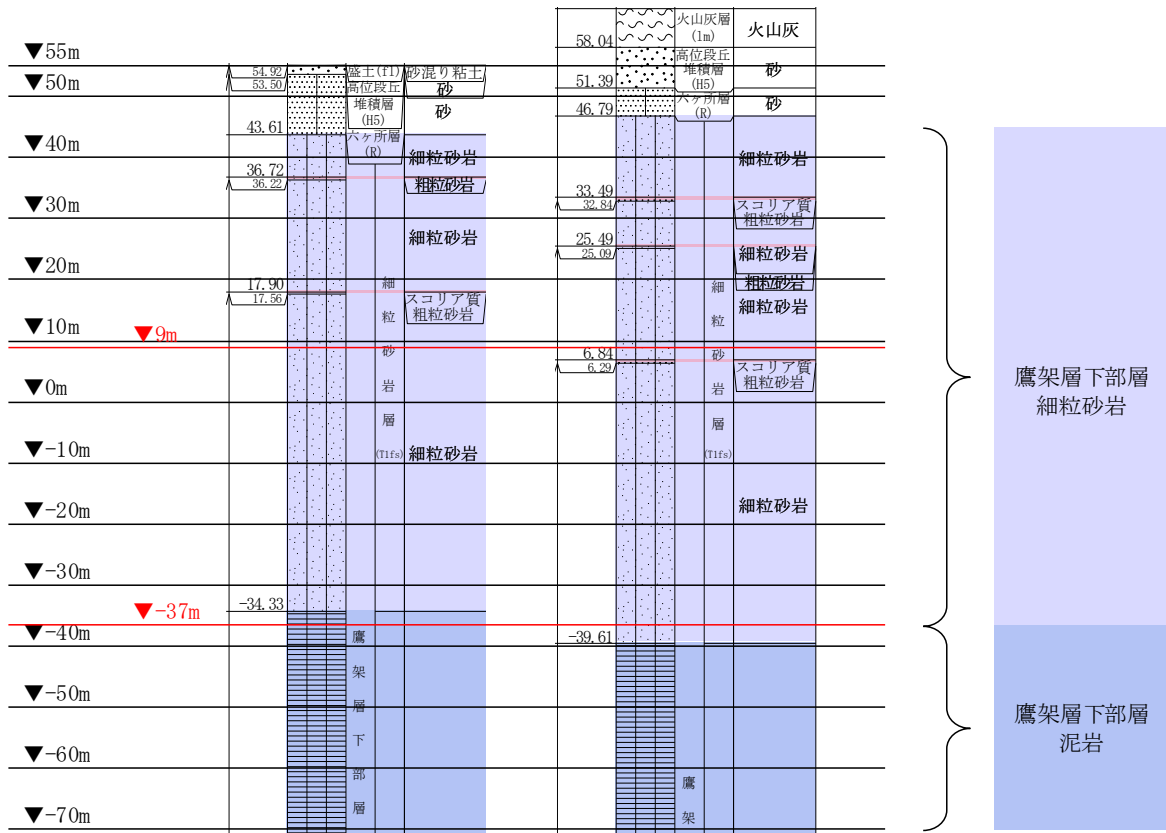 ▼55m
▼50m
▼40m
▼30m
▼20m
▼10m
▼9m
▼0m
▼-10m
▼-20m
▼-30m
▼-37m
▼-40m
▼-50m
▼-60m
▼-70m
54.92
53.50
43.61
36.72
36.22
17.90
17.56
-34.33
盛土(fl)
高位段丘
堆積層
(H5)
六ヶ所層
(R)
細
粒
砂
岩
層
(T1fs)
鷹
架
層
下
部
層
砂混り粘土
砂
砂
細粒砂岩
粗粒砂岩
細粒砂岩
スコリア質
粗粒砂岩
細粒砂岩
58.04
51.39
46.79
33.49
32.84
25.49
25.09
6.84
6.29
-39.61
火山灰層
(lm)
高位段丘
堆積層
(H5)
六ヶ所層
(R)
細
粒
砂
岩
層
(T1fs)
鷹
架
火山灰
砂
砂
細粒砂岩
スコリア質
粗粒砂岩
細粒砂岩
粗粒砂岩
細粒砂岩
スコリア質
粗粒砂岩
細粒砂岩
鷹架層下部層
細粒砂岩
鷹架層下部層
泥岩